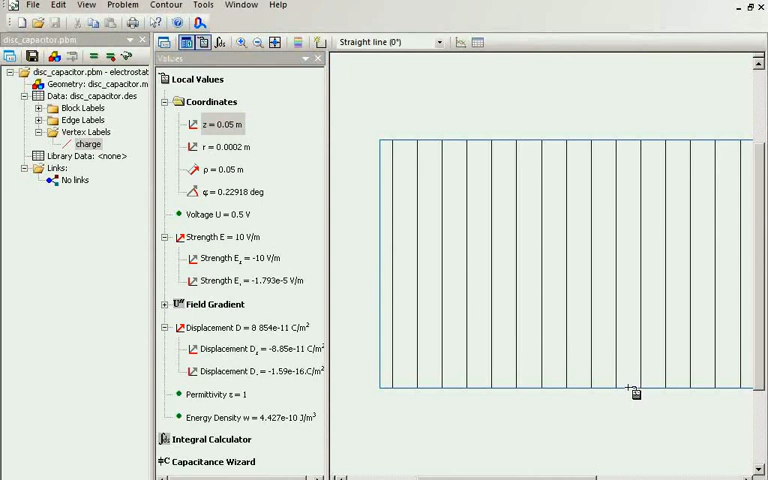 File Edit View Problem Contour Tools Window Help
Straight line (0°)
disc_capacitor.pbm
disc_capacitor.pbm - electrostat
Geometry: disc_capacitor.m
Data: disc_capacitor.des
Block Labels
Edge Labels
Vertex Labels
charge
Library Data: <none>
Links:
No links
Values
Local Values
Coordinates
z = 0.05 m
r = 0.0002 m
ρ = 0.05 m
φ = 0.22918 deg
Voltage U = 0.5 V
Strength E = 10 V/m
Strength Ez = -10 V/m
Strength Er = -1.793e-5 V/m
Field Gradient
Displacement D = 8 854e-11 C/m²
Displacement Dz = -8.85e-11 C/m²
Displacement Dr = -1.59e-16 C/m²
Permittivity ε = 1
Energy Density w = 4.427e-10 J/m³
Integral Calculator
Capacitance Wizard